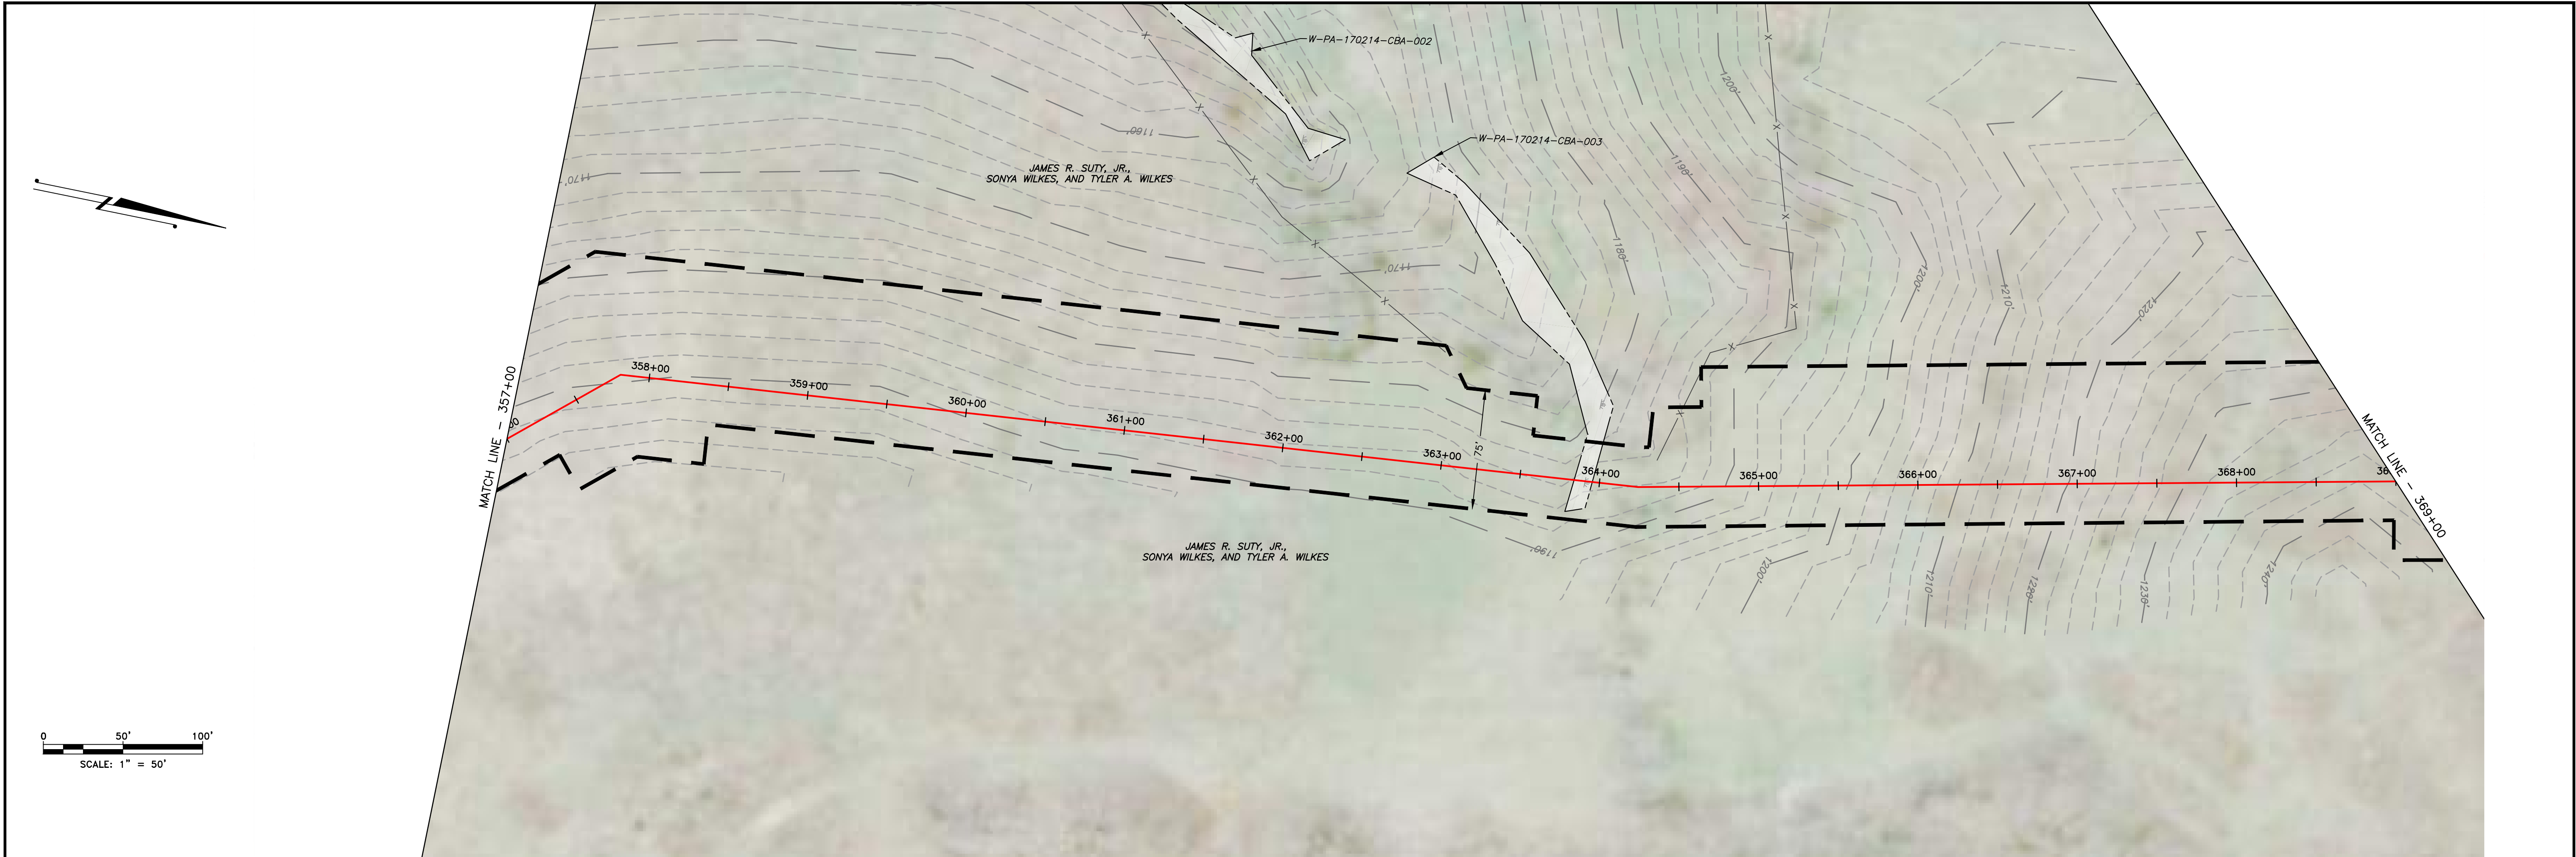 W-PA-170214-CBA-002
W-PA-170214-CBA-003
1200'
1160'
1190'
JAMES R. SUTY, JR.,
SONYA WILKES, AND TYLER A. WILKES
1170'
1180'
1170'
1200'
1210'
1220'
MATCH LINE - 357+00
358+00
359+00
360+00
361+00
362+00
363+00
75'
364+00
365+00
366+00
367+00
368+00
MATCH LINE - 369+00
JAMES R. SUTY, JR.,
SONYA WILKES, AND TYLER A. WILKES
1190'
1200'
1210'
1220'
1230'
1240'
0 50' 100'
SCALE: 1" = 50'